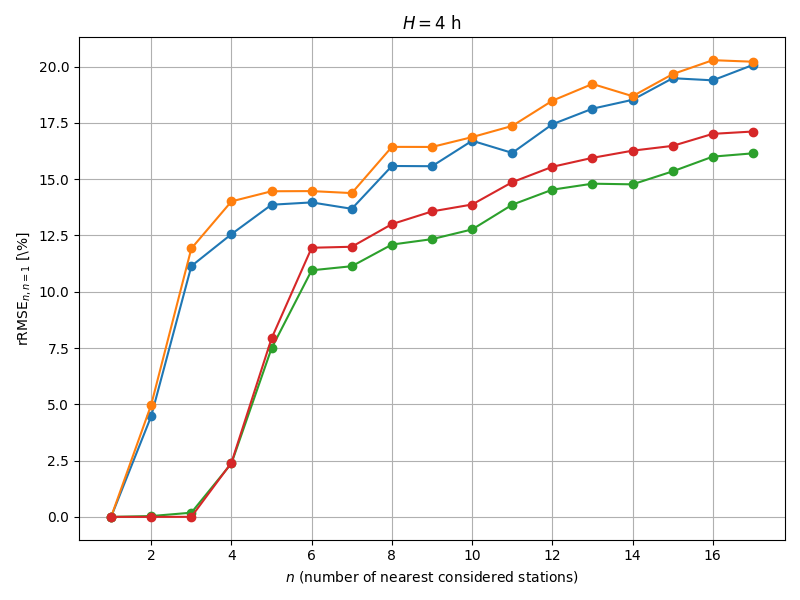 H = 4 h
20.0
17.5
15.0
12.5
10.0
7.5
5.0
2.5
0.0
rRMSE_{n,n=1} [\%]
2 4 6 8 10 12 14 16
n (number of nearest considered stations)